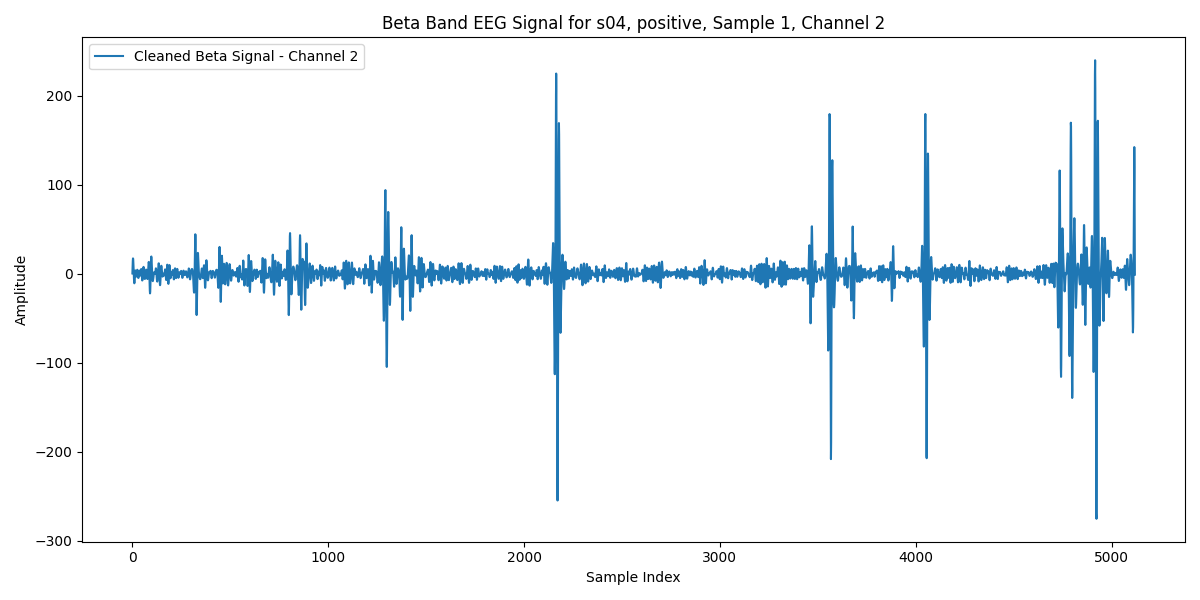 Beta Band EEG Signal for s04, positive, Sample 1, Channel 2
Cleaned Beta Signal - Channel 2
200
100
0
−100
−200
−300
Amplitude
0 1000 2000 3000 4000 5000
Sample Index